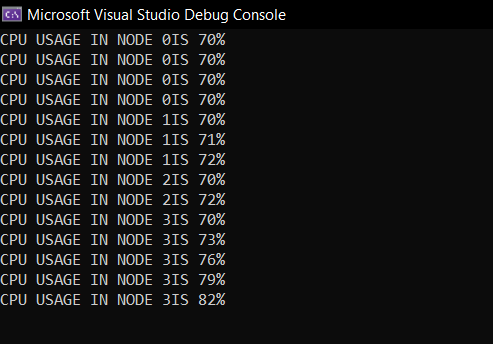 C:\ Microsoft Visual Studio Debug Console
CPU USAGE IN NODE 0IS 70%
CPU USAGE IN NODE 0IS 70%
CPU USAGE IN NODE 0IS 70%
CPU USAGE IN NODE 0IS 70%
CPU USAGE IN NODE 1IS 70%
CPU USAGE IN NODE 1IS 71%
CPU USAGE IN NODE 1IS 72%
CPU USAGE IN NODE 2IS 70%
CPU USAGE IN NODE 2IS 72%
CPU USAGE IN NODE 3IS 70%
CPU USAGE IN NODE 3IS 73%
CPU USAGE IN NODE 3IS 76%
CPU USAGE IN NODE 3IS 79%
CPU USAGE IN NODE 3IS 82%